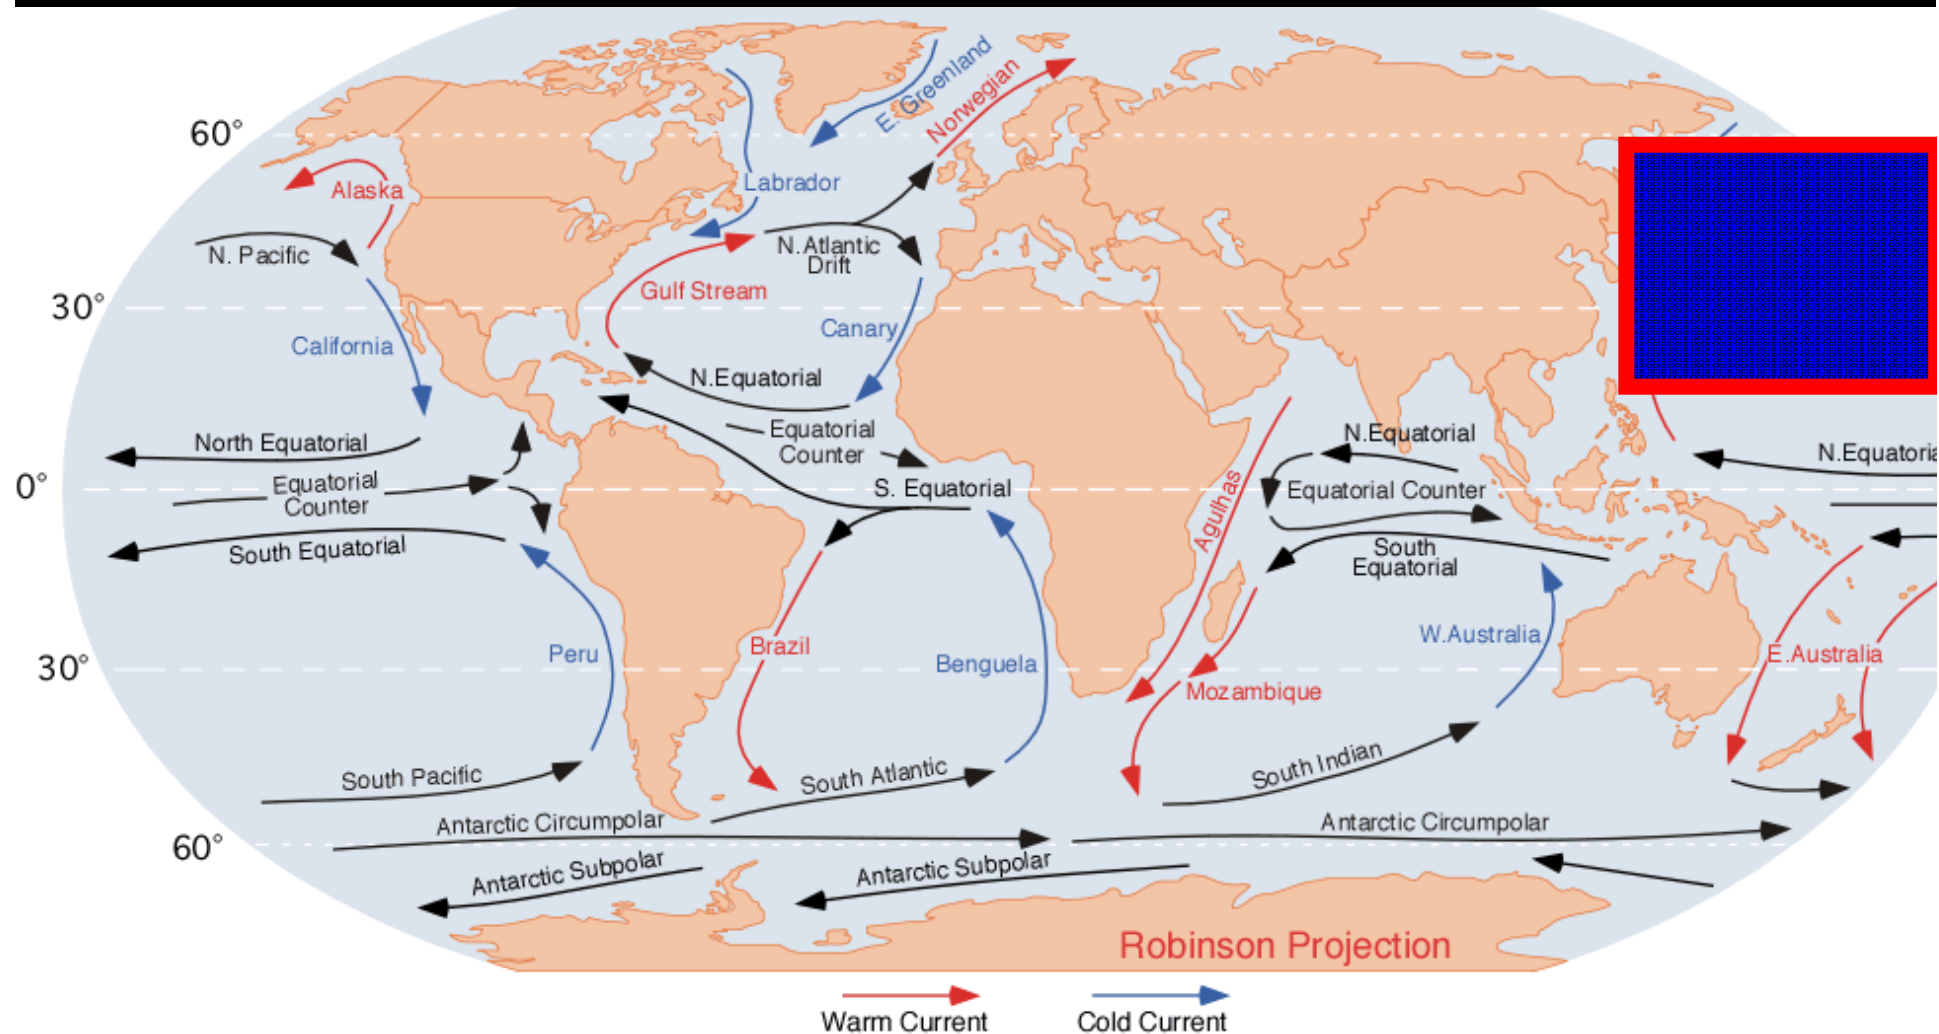 E. Greenland
Norwegian
60°
Labrador
Alaska
N. Pacific
N.Atlantic
Drift
Gulf Stream
30°
Canary
California
N.Equatorial
Equatorial
Counter
North Equatorial
N.Equatorial
N.Equatoria
0°
Equatorial
Counter
S. Equatorial
Equatorial Counter
Agulhas
South Equatorial
South
Equatorial
W.Australia
Peru
Brazil
Benguela
E.Australia
30°
Mozambique
South Pacific
South Atlantic
South Indian
Antarctic Circumpolar
Antarctic Circumpolar
60°
Antarctic Subpolar
Antarctic Subpolar
Robinson Projection
Warm Current
Cold Current